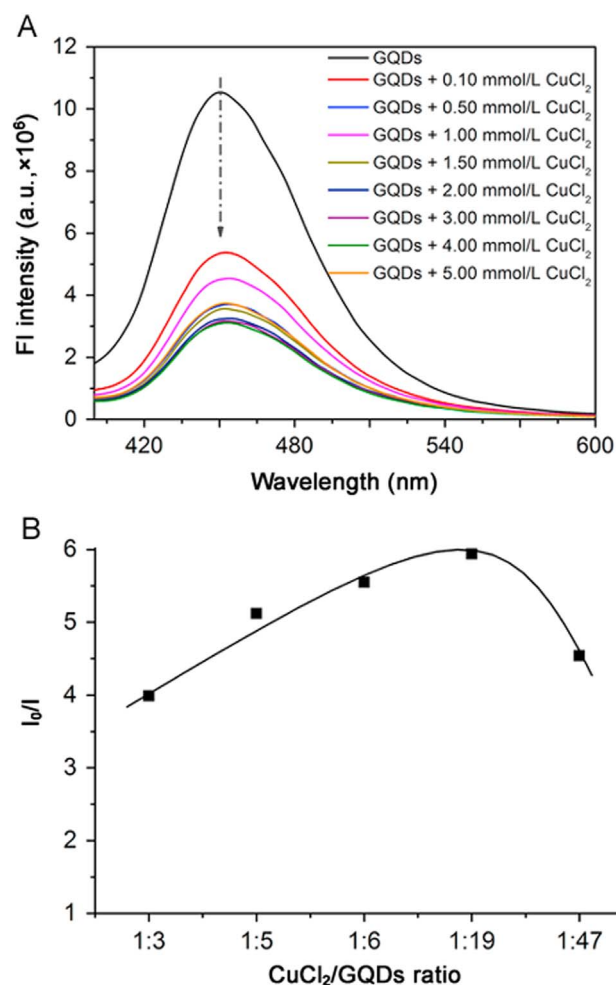 A
12
10
8
6
4
2
0
FI intensity (a.u.,×10⁶)
GQDs
GQDs + 0.10 mmol/L CuCl₂
GQDs + 0.50 mmol/L CuCl₂
GQDs + 1.00 mmol/L CuCl₂
GQDs + 1.50 mmol/L CuCl₂
GQDs + 2.00 mmol/L CuCl₂
GQDs + 3.00 mmol/L CuCl₂
GQDs + 4.00 mmol/L CuCl₂
GQDs + 5.00 mmol/L CuCl₂
420 480 540 600
Wavelength (nm)
B
6
5
4
3
2
1
I₀/I
1:3 1:5 1:6 1:19 1:47
CuCl₂/GQDs ratio